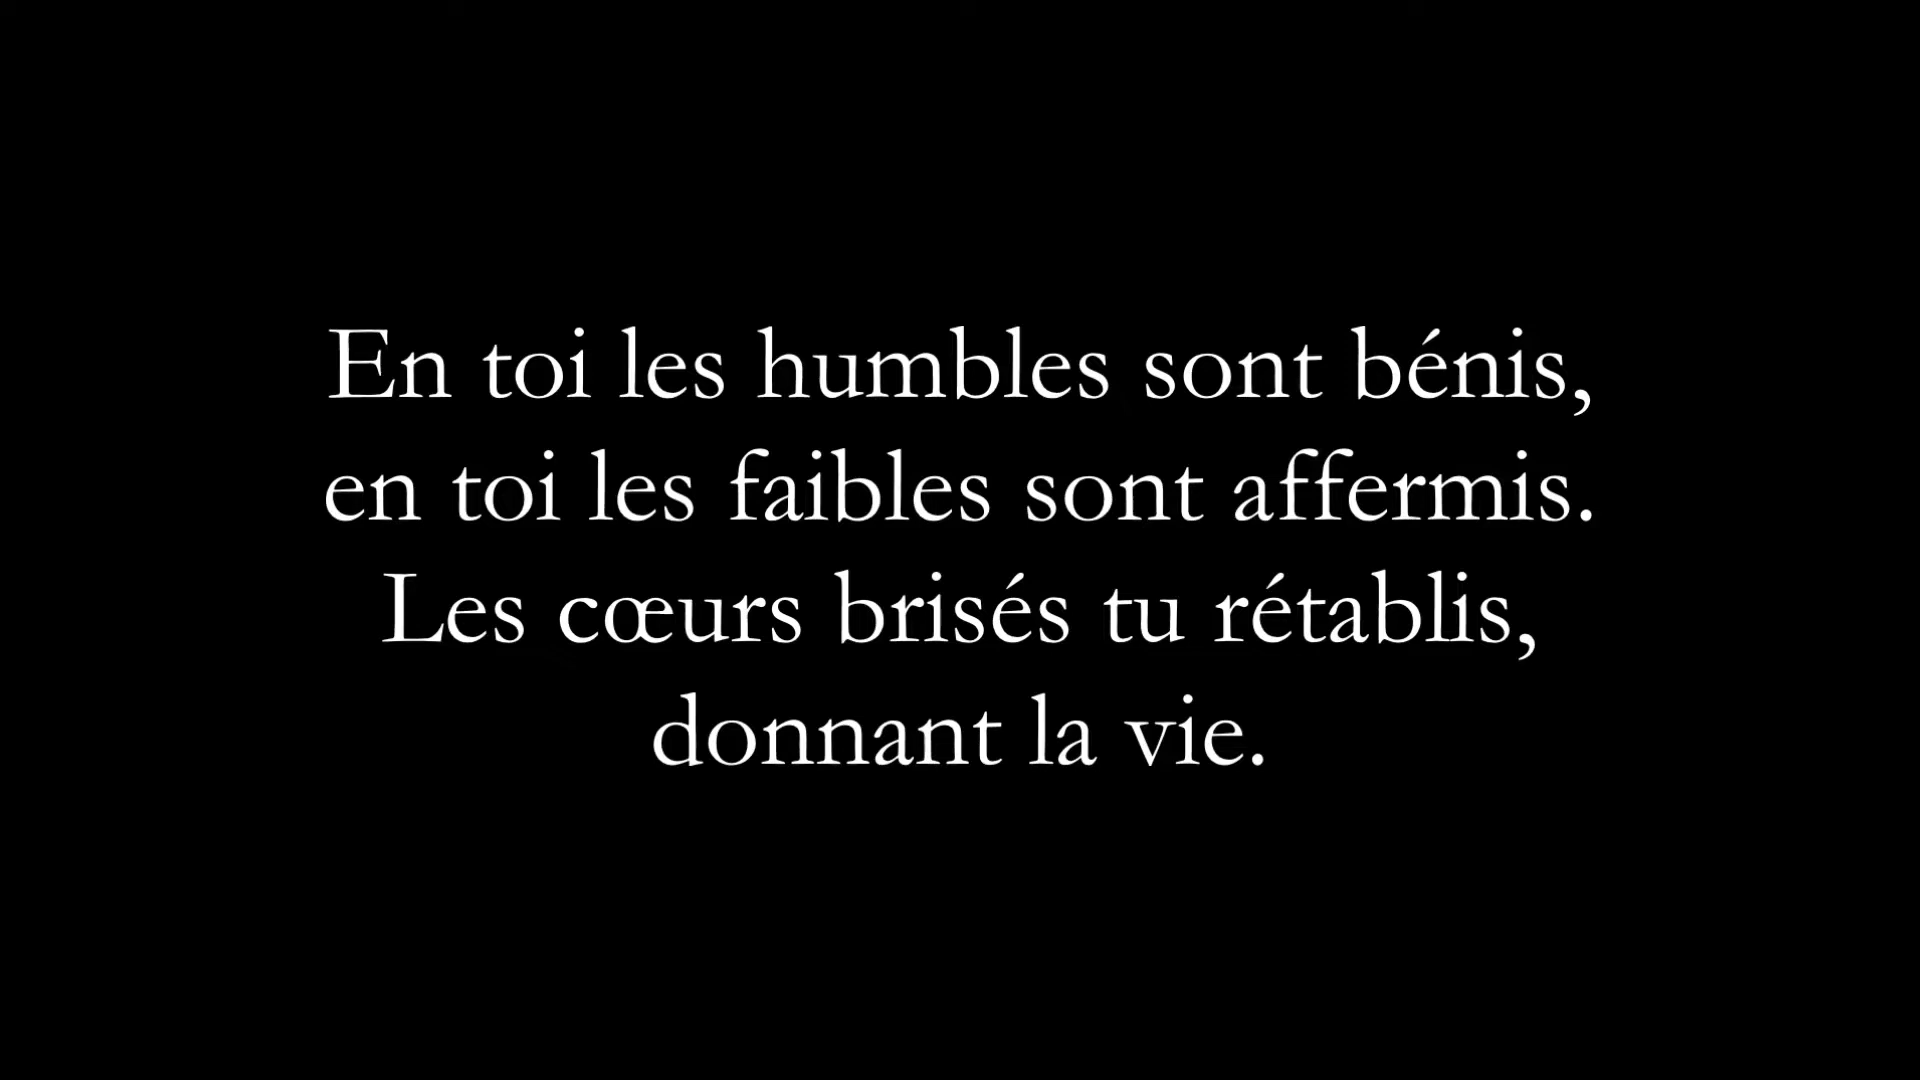 En toi les humbles sont bénis,
en toi les faibles sont affermis.
Les cœurs brisés tu rétablis,
donnant la vie.